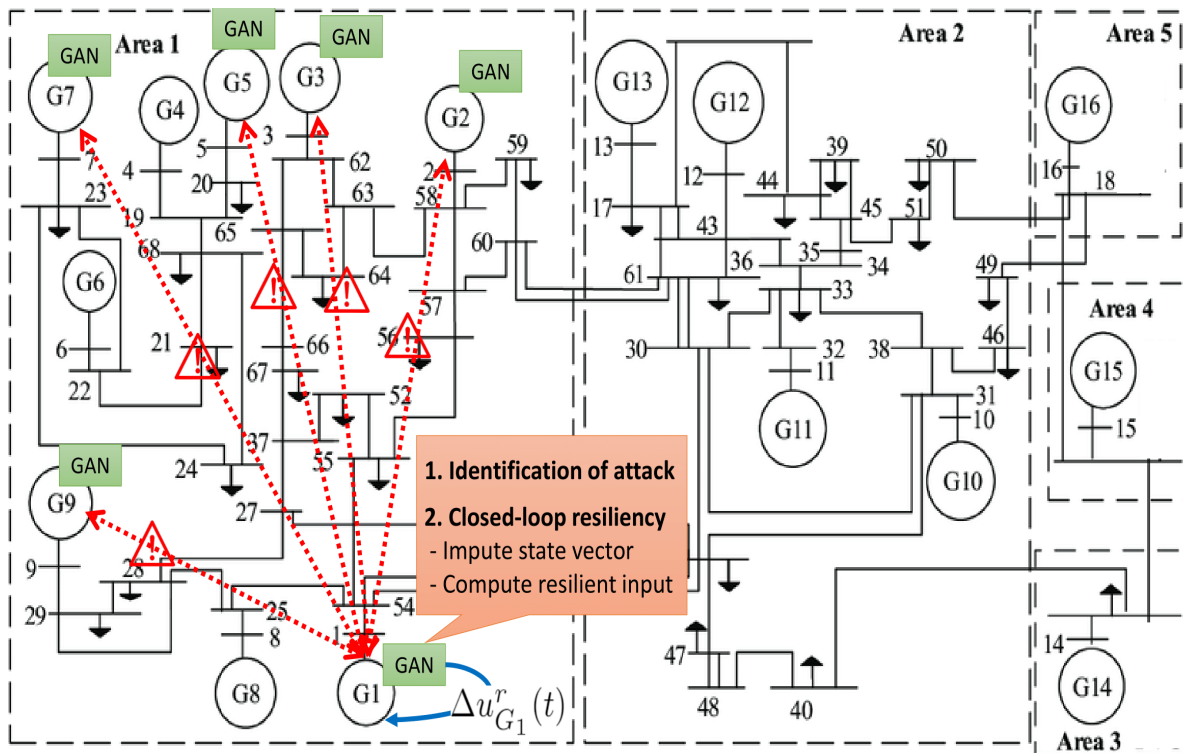 GAN
GAN
GAN
GAN
Area 1
Area 2
Area 5
G7
G4
G5
G3
G2
G13
G12
G16
7
4
5
3
2
59
13
12
44
39
50
16
18
23
20
62
63
58
17
43
45
51
19
65
60
68
64
61
36
35
34
49
G6
57
33
Area 4
6
21
56
66
30
32
38
46
22
67
52
11
31
G15
10
15
GAN
37
55
G11
G10
24
G9
27
1. Identification of attack
2. Closed-loop resiliency
- Impute state vector
- Compute resilient input
9
28
29
25
54
8
1
GAN
G8
G1
Δu^r_{G_1}(t)
47
48
40
14
G14
Area 3
!
!
!
!
!